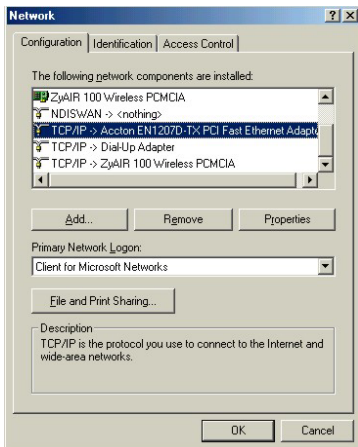 Network
Configuration Identification Access Control
The following network components are installed:
ZyAIR 100 Wireless PCMCIA
NDISWAN -> <nothing>
TCP/IP -> Accton EN1207D-TX PCI Fast Ethernet Adapte
TCP/IP -> Dial-Up Adapter
TCP/IP -> ZyAIR 100 Wireless PCMCIA
Add... Remove Properties
Primary Network Logon:
Client for Microsoft Networks
File and Print Sharing...
Description
TCP/IP is the protocol you use to connect to the Internet and
wide-area networks.
OK Cancel